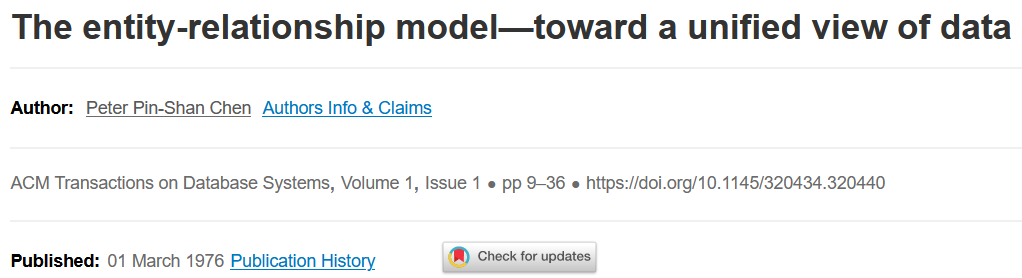 The entity-relationship model—toward a unified view of data
Author: Peter Pin-Shan Chen Authors Info & Claims
ACM Transactions on Database Systems, Volume 1, Issue 1 • pp 9–36 • https://doi.org/10.1145/320434.320440
Published: 01 March 1976 Publication History Check for updates